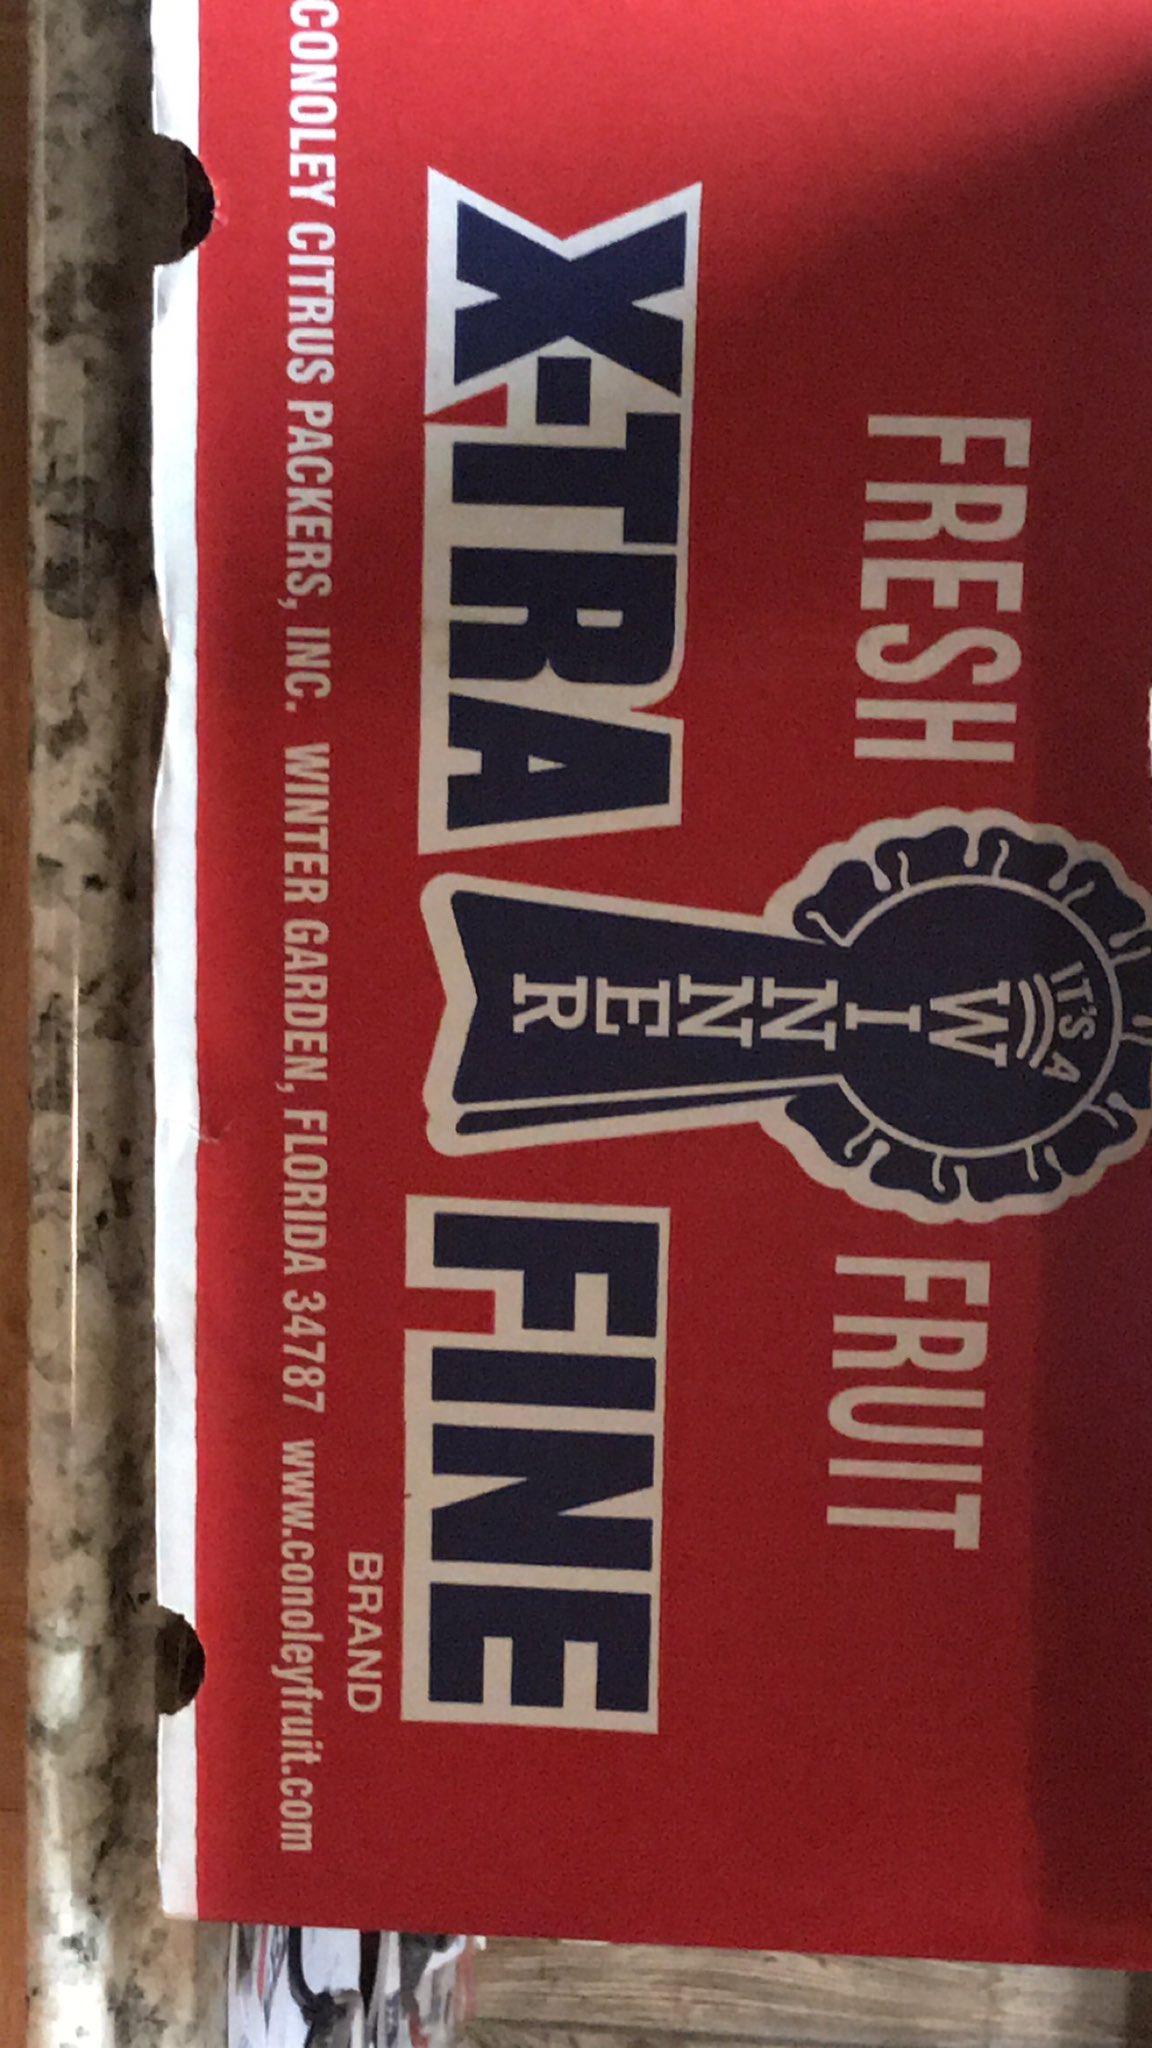 FRESH FRUIT
IT'S A
WINNER
X-TRA FINE
BRAND
CONOLEY CITRUS PACKERS, INC. WINTER GARDEN, FLORIDA 34787 www.conoleyfruit.com